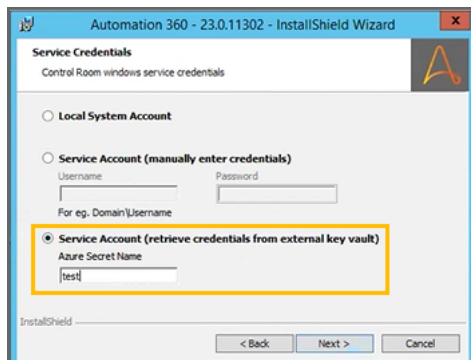 Automation 360 - 23.0.11302 - InstallShield Wizard
x
Service Credentials
Control Room windows service credentials
Local System Account
Service Account (manually enter credentials)
Username Password
For eg. Domain\Username
Service Account (retrieve credentials from external key vault)
Azure Secret Name
test
InstallShield
< Back Next > Cancel